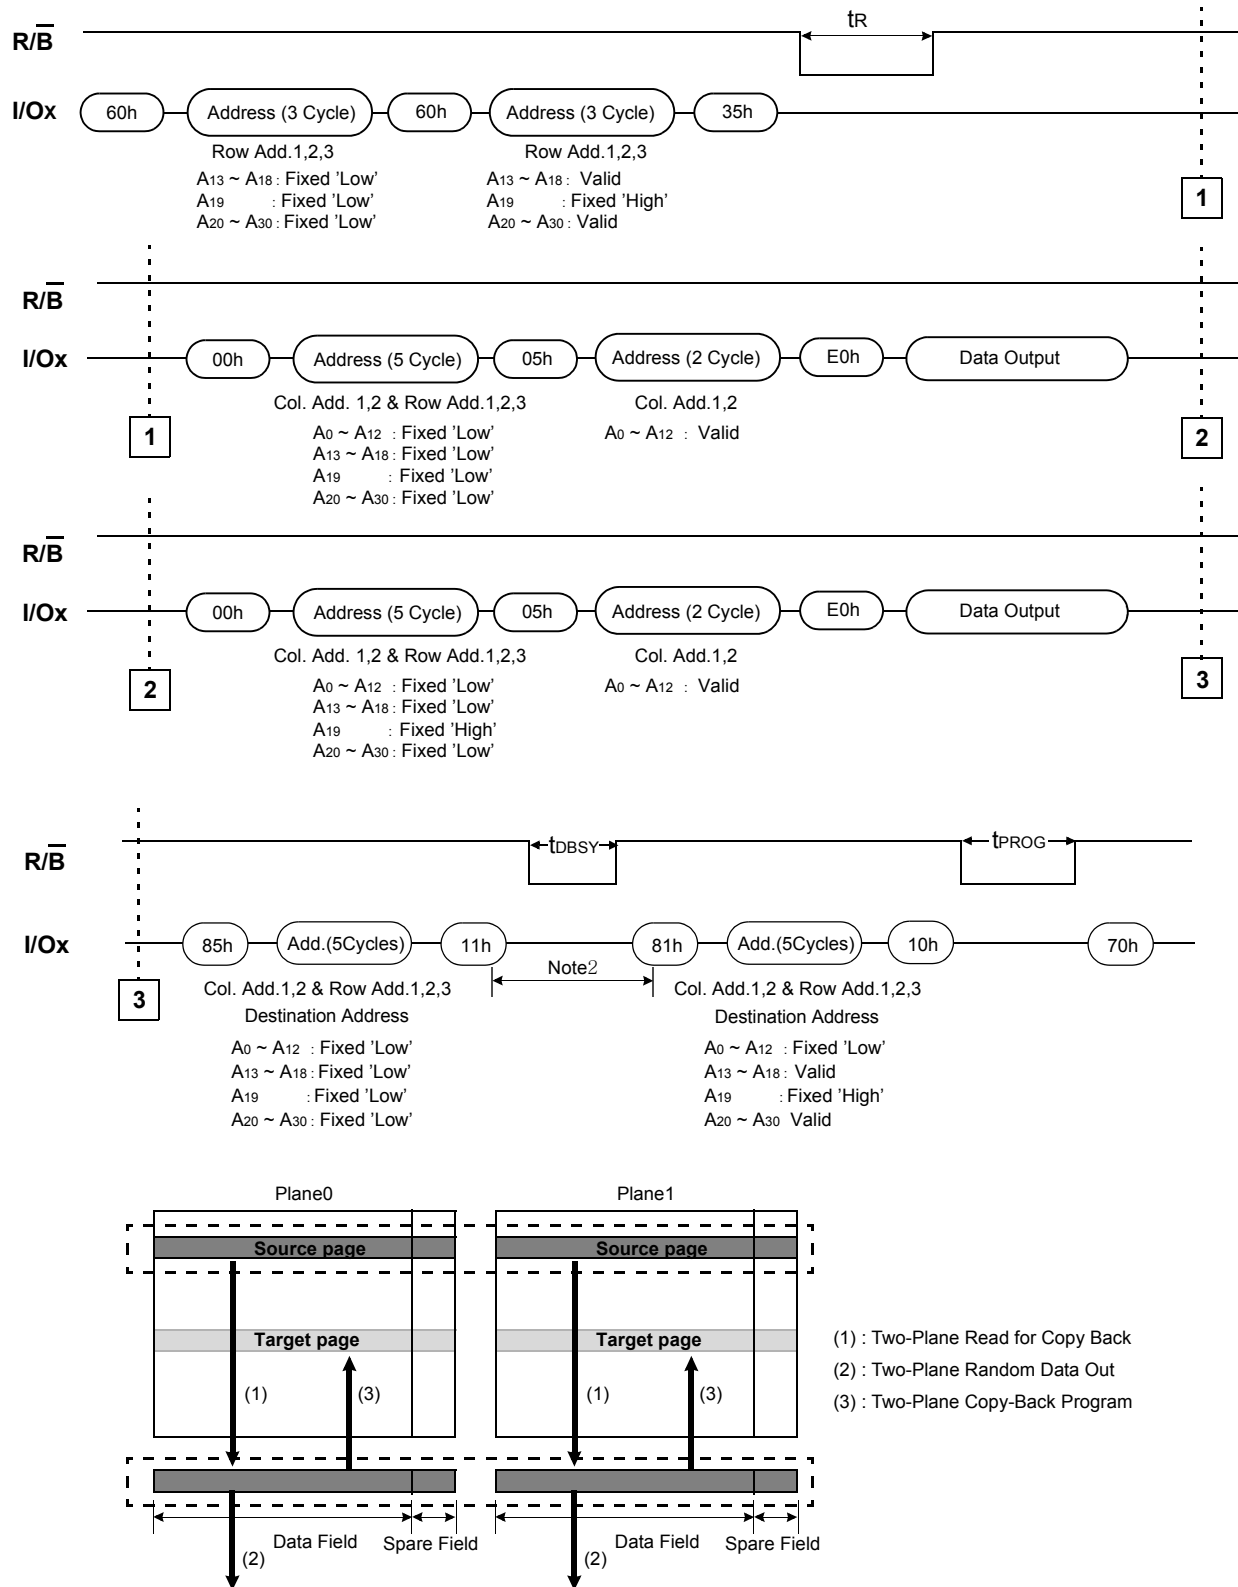 tR
R/B
I/Ox
60h Address (3 Cycle) 60h Address (3 Cycle) 35h
Row Add.1,2,3 Row Add.1,2,3
A13 ~ A18 : Fixed 'Low' A13 ~ A18 : Valid
A19 : Fixed 'Low' A19 : Fixed 'High'
A20 ~ A30 : Fixed 'Low' A20 ~ A30 : Valid
1
R/B
I/Ox
00h Address (5 Cycle) 05h Address (2 Cycle) E0h Data Output
Col. Add. 1,2 & Row Add.1,2,3 Col. Add.1,2
A0 ~ A12 : Fixed 'Low' A0 ~ A12 : Valid
A13 ~ A18 : Fixed 'Low'
A19 : Fixed 'Low'
A20 ~ A30 : Fixed 'Low'
1 2
R/B
I/Ox
00h Address (5 Cycle) 05h Address (2 Cycle) E0h Data Output
Col. Add. 1,2 & Row Add.1,2,3 Col. Add.1,2
A0 ~ A12 : Fixed 'Low' A0 ~ A12 : Valid
A13 ~ A18 : Fixed 'Low'
A19 : Fixed 'High'
A20 ~ A30 : Fixed 'Low'
2 3
R/B
tDBSY tPROG
I/Ox
85h Add.(5Cycles) 11h 81h Add.(5Cycles) 10h 70h
Note2
3
Col. Add.1,2 & Row Add.1,2,3 Col. Add.1,2 & Row Add.1,2,3
Destination Address Destination Address
A0 ~ A12 : Fixed 'Low' A0 ~ A12 : Fixed 'Low'
A13 ~ A18 : Fixed 'Low' A13 ~ A18 : Valid
A19 : Fixed 'Low' A19 : Fixed 'High'
A20 ~ A30 : Fixed 'Low' A20 ~ A30 Valid
Plane0 Plane1
Source page Source page
Target page Target page
(1) (3) (1) (3)
(1) : Two-Plane Read for Copy Back
(2) : Two-Plane Random Data Out
(3) : Two-Plane Copy-Back Program
Data Field Spare Field Data Field Spare Field
(2) (2)